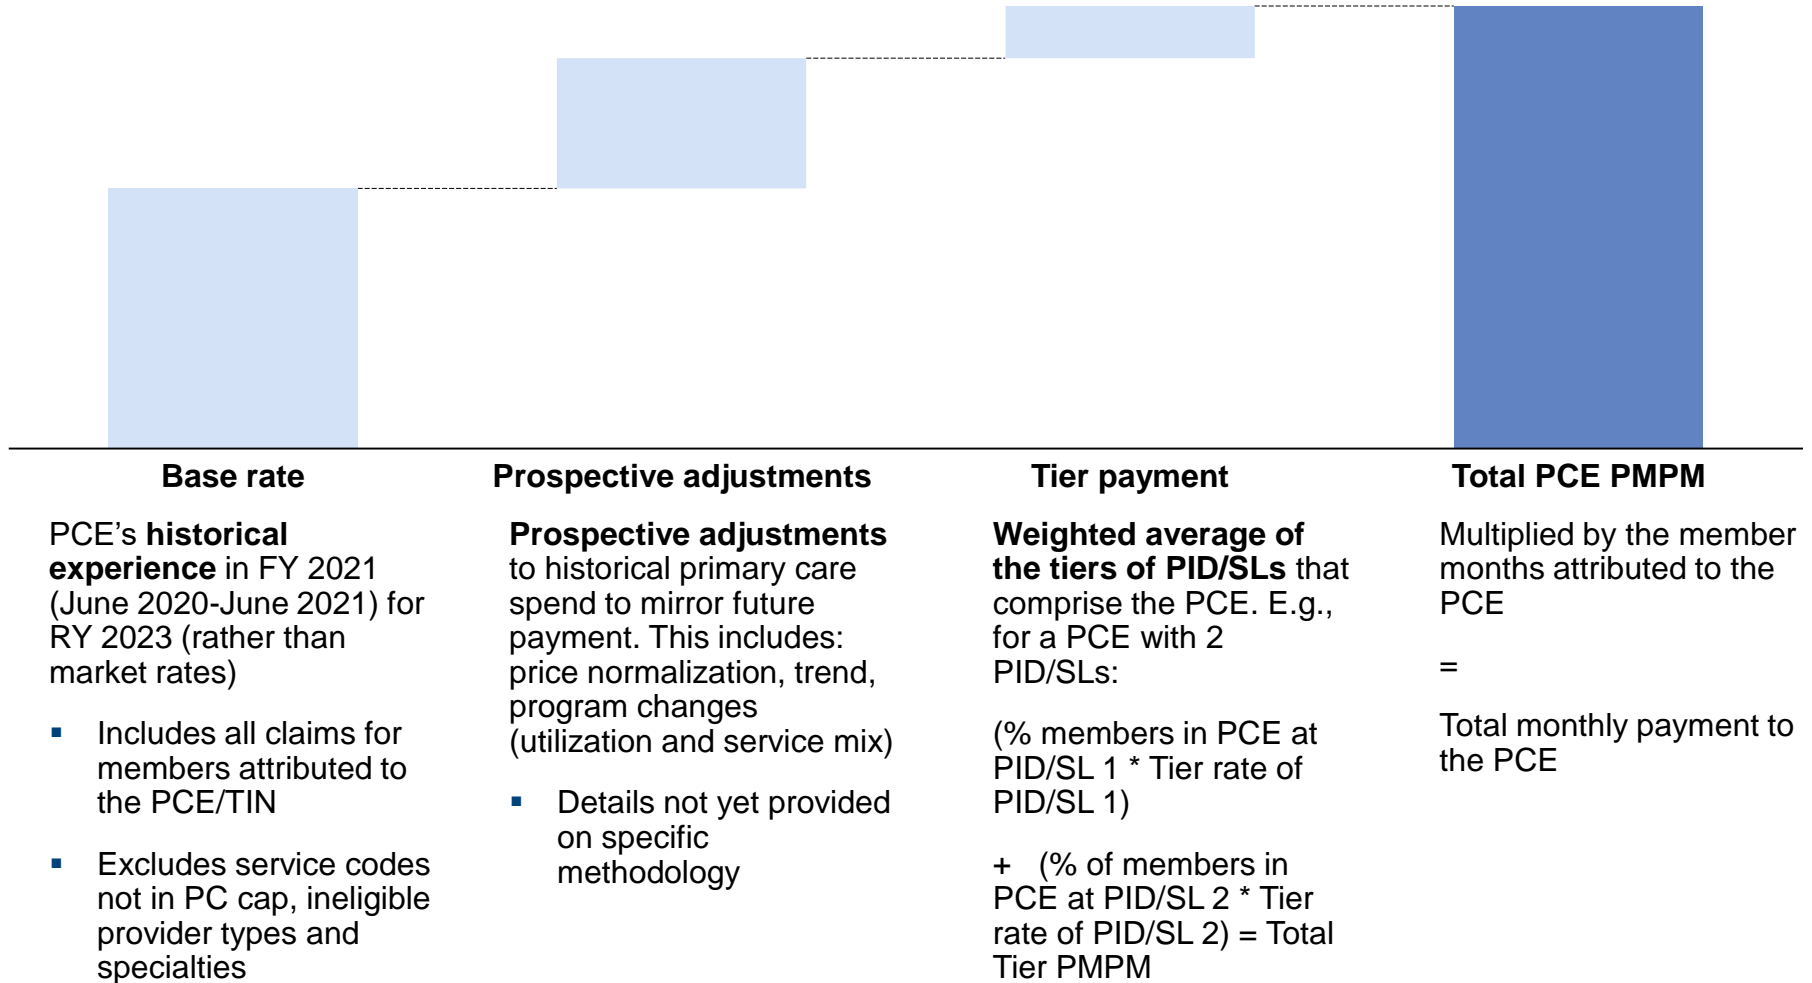 Base rate
PCE's historical
experience in FY 2021
(June 2020-June 2021) for
RY 2023 (rather than
market rates)
▪ Includes all claims for
members attributed to
the PCE/TIN
▪ Excludes service codes
not in PC cap, ineligible
provider types and
specialties
Prospective adjustments
Prospective adjustments
to historical primary care
spend to mirror future
payment. This includes:
price normalization, trend,
program changes
(utilization and service mix)
▪ Details not yet provided
on specific
methodology
Tier payment
Weighted average of
the tiers of PID/SLs that
comprise the PCE. E.g.,
for a PCE with 2
PID/SLs:
(% members in PCE at
PID/SL 1 * Tier rate of
PID/SL 1)
+ (% of members in
PCE at PID/SL 2 * Tier
rate of PID/SL 2) = Total
Tier PMPM
Total PCE PMPM
Multiplied by the member
months attributed to the
PCE
=
Total monthly payment to
the PCE